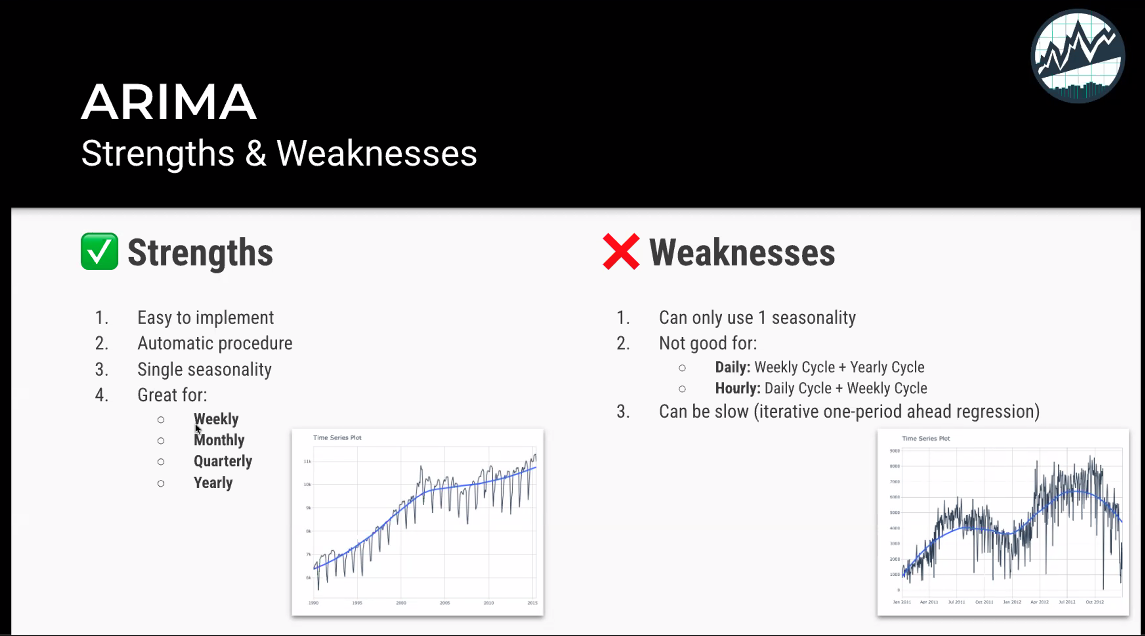 ARIMA
Strengths & Weaknesses
✅ Strengths
1. Easy to implement
2. Automatic procedure
3. Single seasonality
4. Great for:
○ Weekly
○ Monthly
○ Quarterly
○ Yearly
Time Series Plot
11k
10k
9k
8k
7k
6k
1990
1995
2000
2005
2010
2015
❌ Weaknesses
1. Can only use 1 seasonality
2. Not good for:
○ Daily: Weekly Cycle + Yearly Cycle
○ Hourly: Daily Cycle + Weekly Cycle
3. Can be slow (iterative one-period ahead regression)
Time Series Plot
9000
8000
7000
6000
5000
4000
3000
2000
1000
0
Jan 2011
Apr 2011
Jul 2011
Oct 2011
Jan 2012
Apr 2012
Jul 2012
Oct 2012